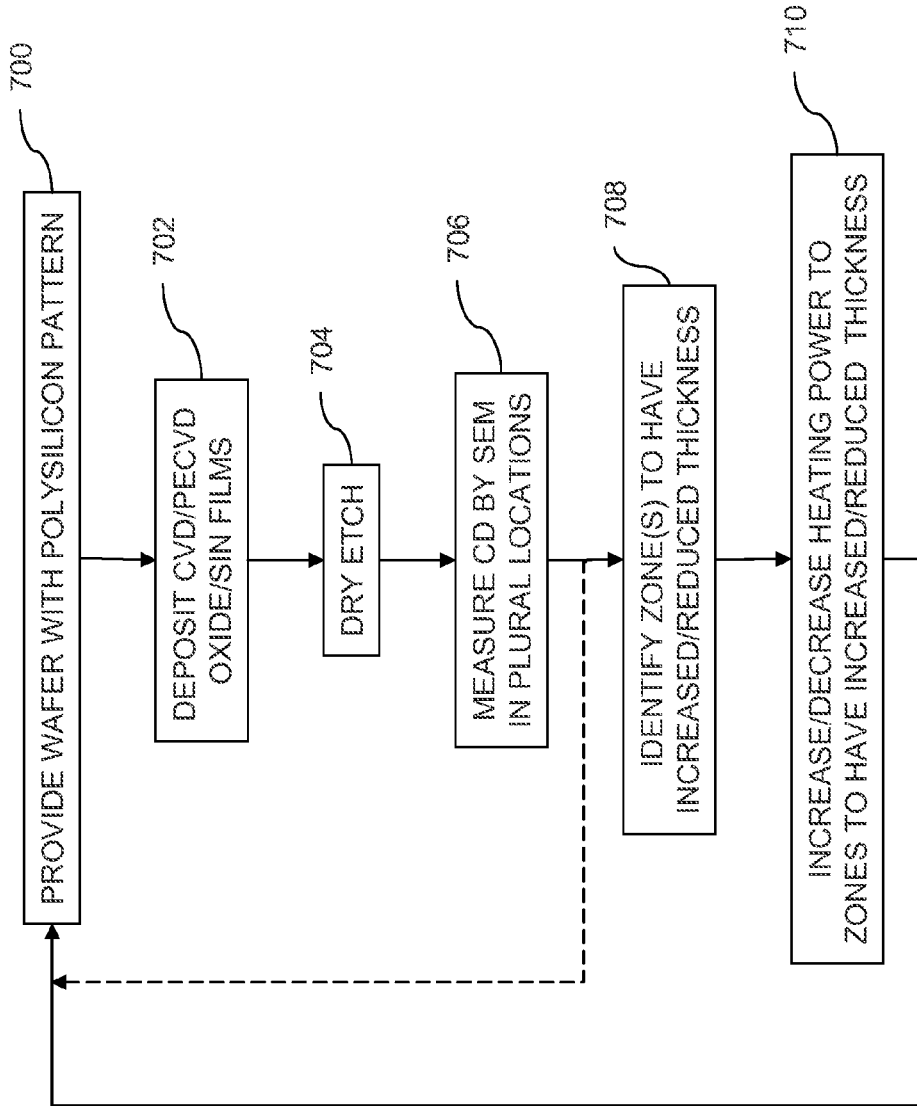 700
PROVIDE WAFER WITH POLYSILICON PATTERN
702
DEPOSIT CVD/PECVD
OXIDE/SIN FILMS
704
DRY ETCH
706
MEASURE CD BY SEM
IN PLURAL LOCATIONS
708
IDENTIFY ZONE(S) TO HAVE
INCREASED/REDUCED THICKNESS
710
INCREASE/DECREASE HEATING POWER TO
ZONES TO HAVE INCREASED/REDUCED THICKNESS